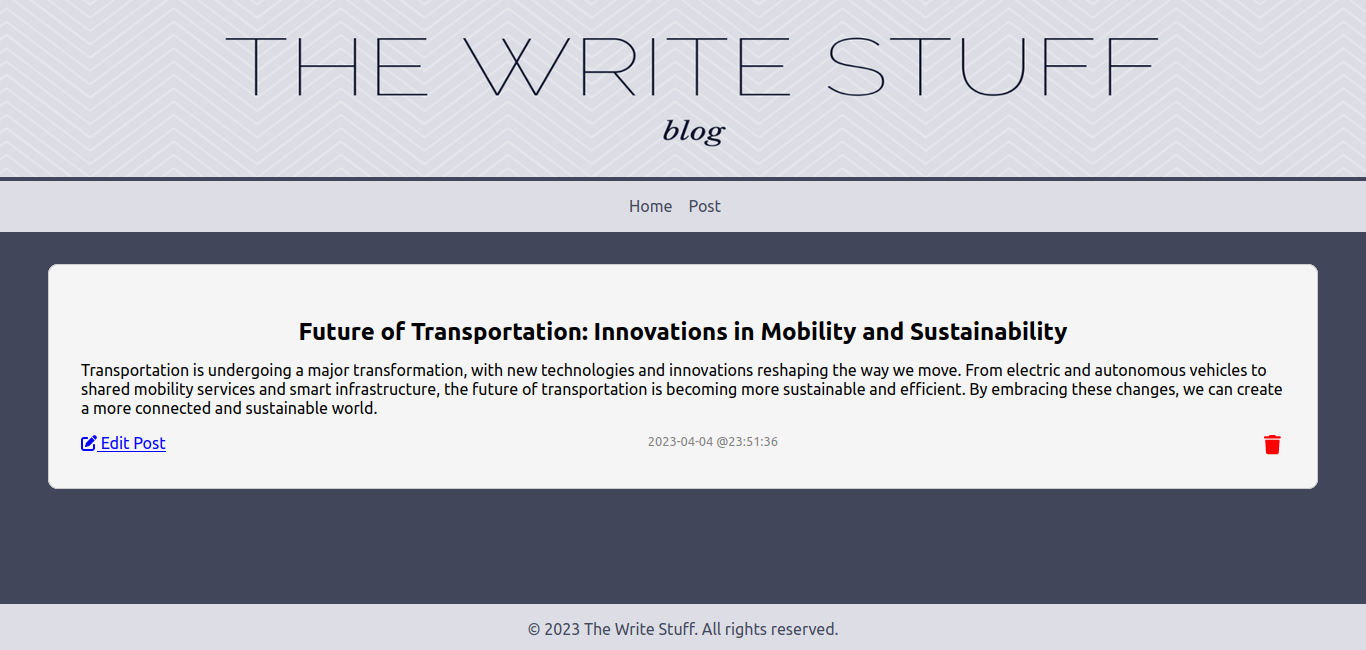 THE WRITE STUFF
blog
Home Post
Future of Transportation: Innovations in Mobility and Sustainability
Transportation is undergoing a major transformation, with new technologies and innovations reshaping the way we move. From electric and autonomous vehicles to
shared mobility services and smart infrastructure, the future of transportation is becoming more sustainable and efficient. By embracing these changes, we can create
a more connected and sustainable world.
Edit Post 2023-04-04 @23:51:36
© 2023 The Write Stuff. All rights reserved.